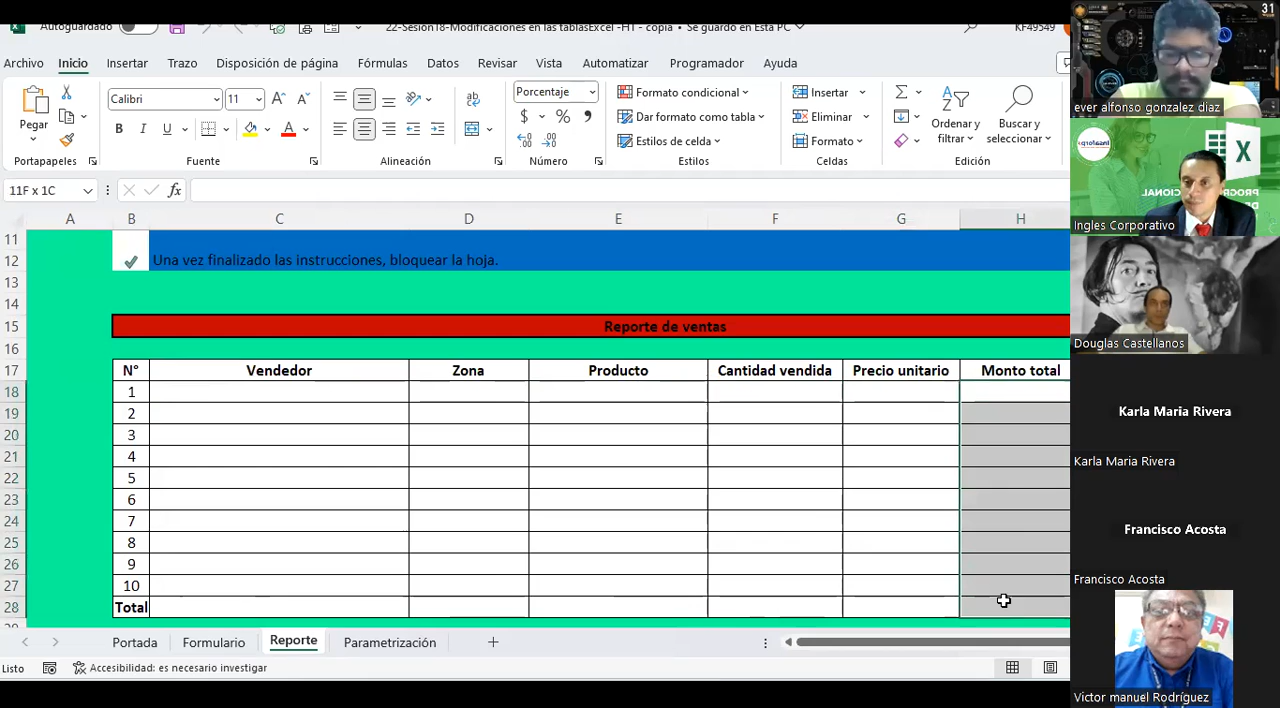 Autoguardado
22-Sesion18-Modificaciones en las tablasExcel -HT - copia • Se guardó en Esta PC
KF49549
Archivo Inicio Insertar Trazo Disposición de página Fórmulas Datos Revisar Vista Automatizar Programador Ayuda
Pegar
Portapapeles
Calibri 11
N K S
Fuente
Alineación
Porcentaje
$ %
Número
Formato condicional
Dar formato como tabla
Estilos de celda
Estilos
Insertar
Eliminar
Formato
Celdas
Ordenar y filtrar
Buscar y seleccionar
Edición
11F x 1C
fx
A B C D E F G H
11
12 Una vez finalizado las instrucciones, bloquear la hoja.
13
14
15 Reporte de ventas
16
17 N° Vendedor Zona Producto Cantidad vendida Precio unitario Monto total
18 1
19 2
20 3
21 4
22 5
23 6
24 7
25 8
26 9
27 10
28 Total
Portada Formulario Reporte Parametrización
Listo
Accesibilidad: es necesario investigar
31
ever alfonso gonzalez diaz
Ingles Corporativo
Douglas Castellanos
Karla Maria Rivera
Karla Maria Rivera
Francisco Acosta
Francisco Acosta
Victor manuel Rodríguez